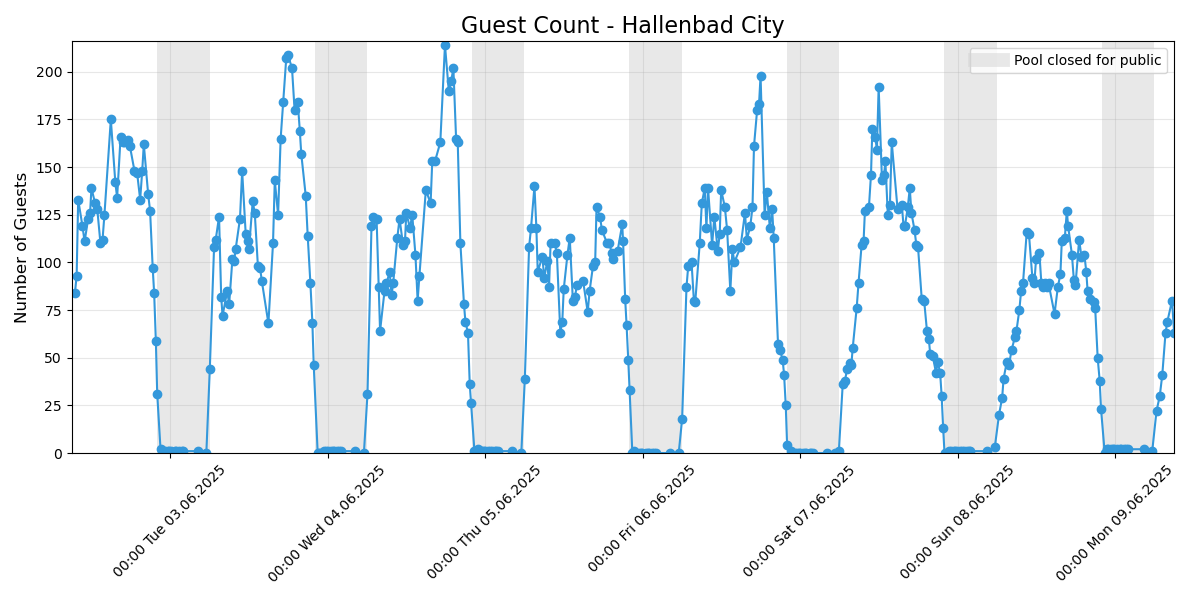 Guest Count - Hallenbad City
Pool closed for public
Number of Guests
200
175
150
125
100
75
50
25
0
00:00 Tue 03.06.2025
00:00 Wed 04.06.2025
00:00 Thu 05.06.2025
00:00 Fri 06.06.2025
00:00 Sat 07.06.2025
00:00 Sun 08.06.2025
00:00 Mon 09.06.2025